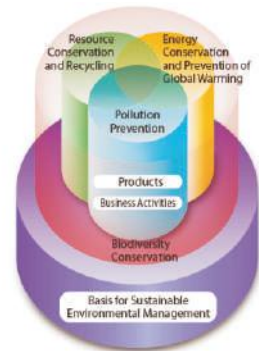 Resource
Conservation
and Recycling
Energy
Conservation
and Prevention of
Global Warming
Pollution
Prevention
Products
Business Activities
Biodiversity
Conservation
Basis for Sustainable
Environmental Management